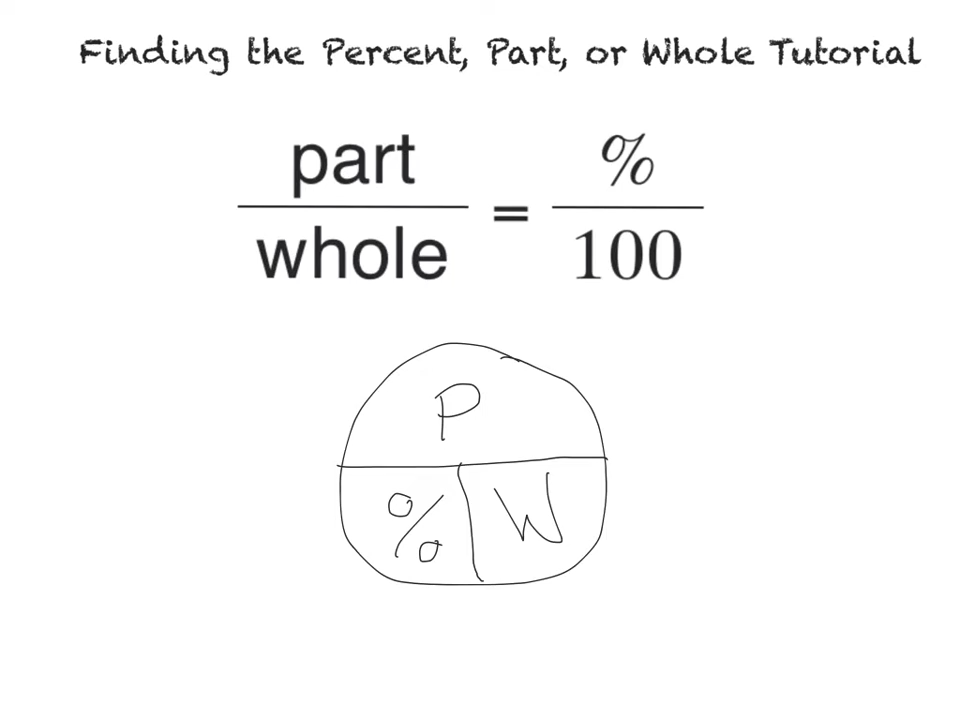 Finding the Percent, Part, or Whole Tutorial
part
whole
=
%
100
P
% W